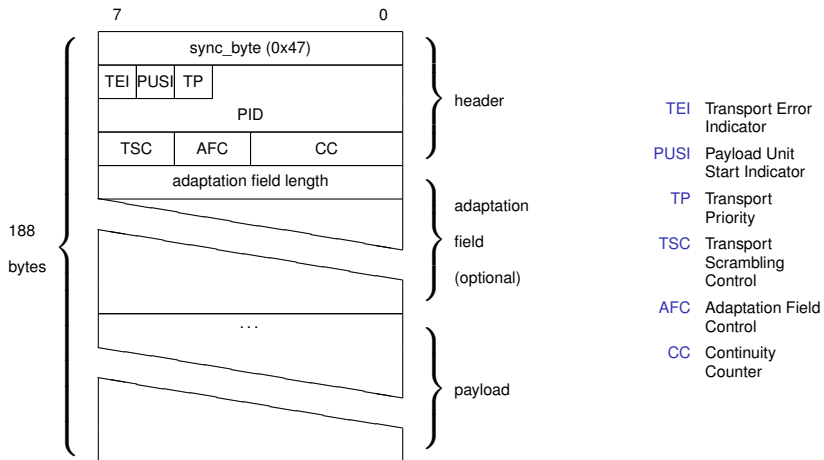 7 0
sync_byte (0x47)
TEI PUSI TP
PID
TSC AFC CC
adaptation field length
...
188
bytes
header
adaptation
field
(optional)
payload
TEI Transport Error
Indicator
PUSI Payload Unit
Start Indicator
TP Transport
Priority
TSC Transport
Scrambling
Control
AFC Adaptation Field
Control
CC Continuity
Counter